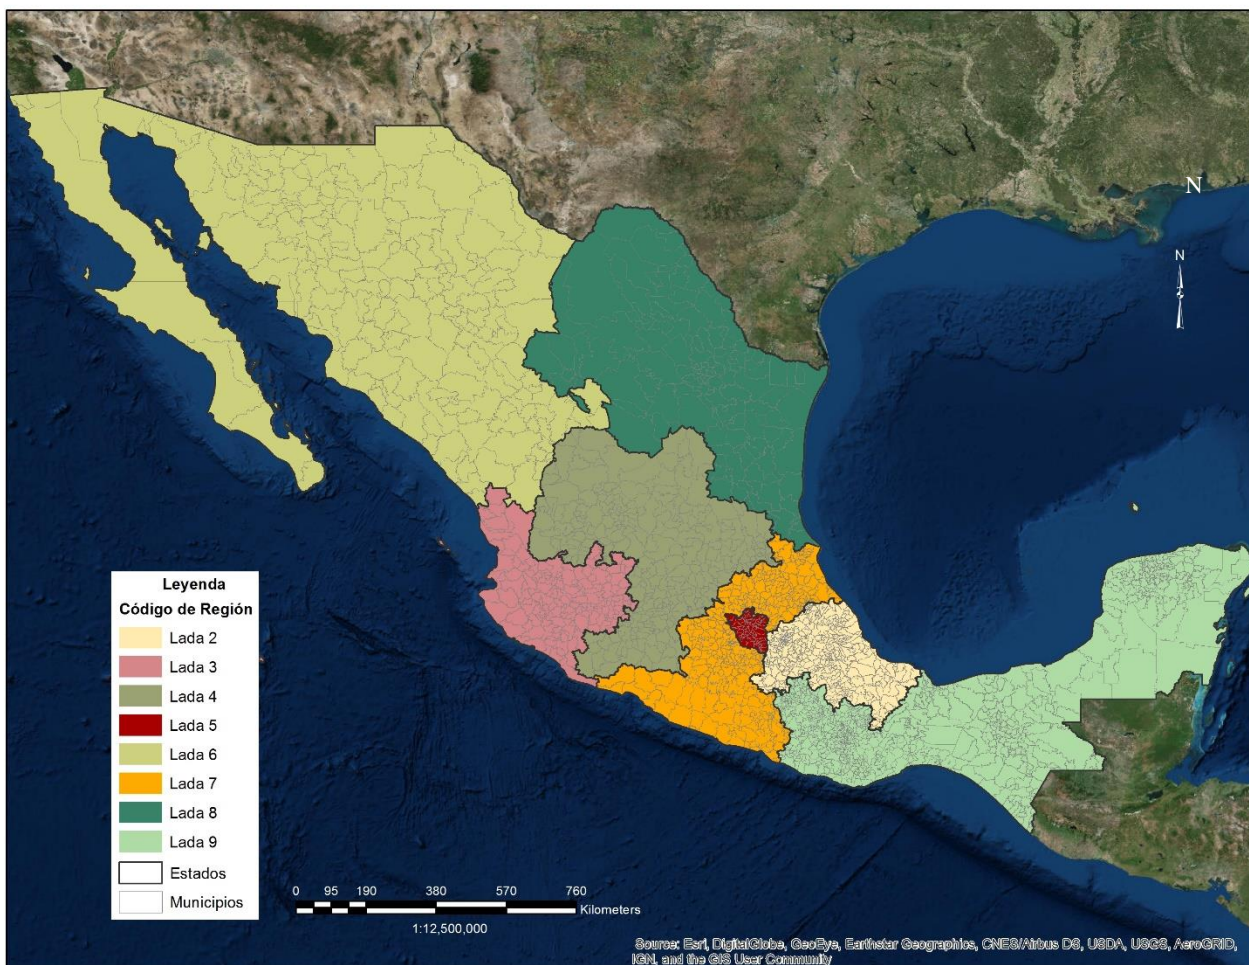 N
N
Leyenda
Código de Región
Lada 2
Lada 3
Lada 4
Lada 5
Lada 6
Lada 7
Lada 8
Lada 9
Estados
Municipios
0 95 190 380 570 760
Kilometers
1:12,500,000
Source: Esri, DigitalGlobe, GeoEye, Earthstar Geographics, CNES/Airbus DS, USDA, USGS, AeroGRID,
IGN, and the GIS User Community